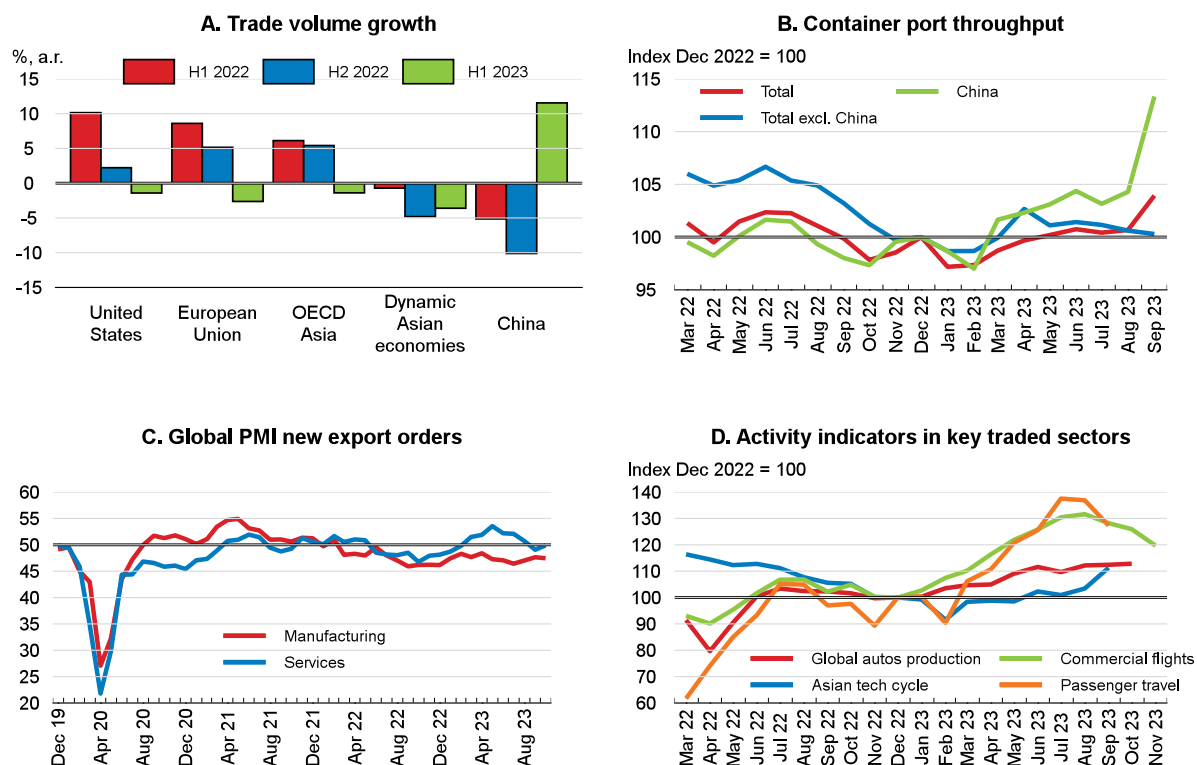 A. Trade volume growth
%, a.r.
H1 2022
H2 2022
H1 2023
15
10
5
0
-5
-10
-15
United
States
European
Union
OECD
Asia
Dynamic
Asian
economies
China
B. Container port throughput
Index Dec 2022 = 100
Total
China
Total excl. China
115
110
105
100
95
Mar 22
Apr 22
May 22
Jun 22
Jul 22
Aug 22
Sep 22
Oct 22
Nov 22
Dec 22
Jan 23
Feb 23
Mar 23
Apr 23
May 23
Jun 23
Jul 23
Aug 23
Sep 23
C. Global PMI new export orders
60
55
50
45
40
35
30
25
20
Manufacturing
Services
Dec 19
Apr 20
Aug 20
Dec 20
Apr 21
Aug 21
Dec 21
Apr 22
Aug 22
Dec 22
Apr 23
Aug 23
D. Activity indicators in key traded sectors
Index Dec 2022 = 100
140
130
120
110
100
90
80
70
60
Global autos production
Commercial flights
Asian tech cycle
Passenger travel
Mar 22
Apr 22
May 22
Jun 22
Jul 22
Aug 22
Sep 22
Oct 22
Nov 22
Dec 22
Jan 23
Feb 23
Mar 23
Apr 23
May 23
Jun 23
Jul 23
Aug 23
Sep 23
Oct 23
Nov 23